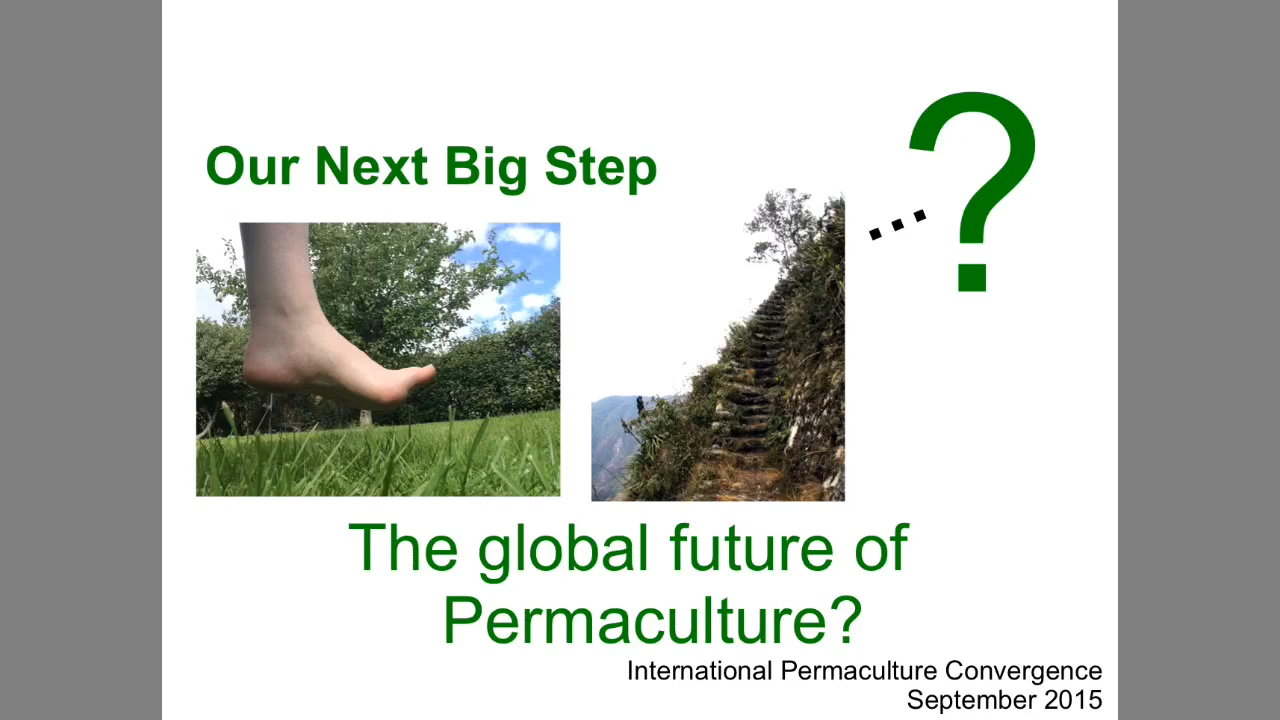 Our Next Big Step
... ?
The global future of
Permaculture?
International Permaculture Convergence
September 2015